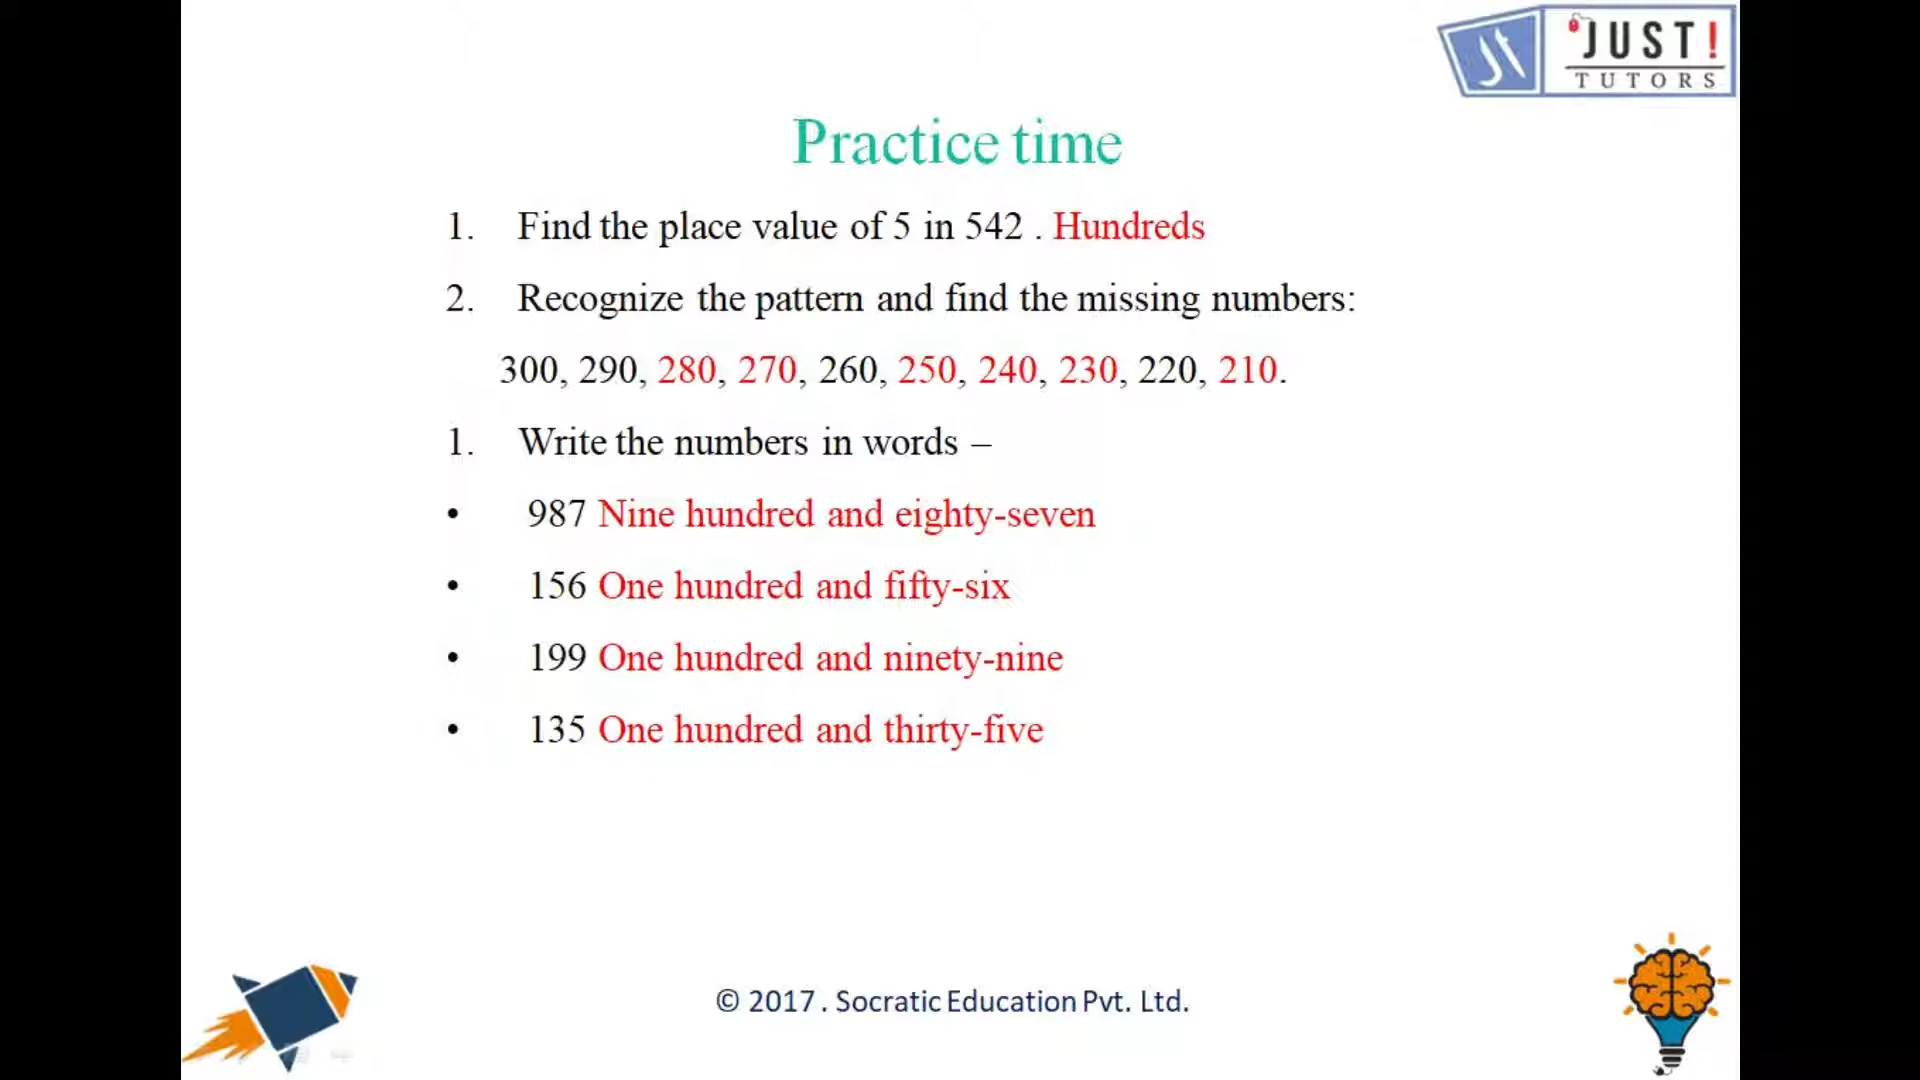 JUST!
TUTORS
Practice time
1. Find the place value of 5 in 542 . Hundreds
2. Recognize the pattern and find the missing numbers:
300, 290, 280, 270, 260, 250, 240, 230, 220, 210.
1. Write the numbers in words –
• 987 Nine hundred and eighty-seven
• 156 One hundred and fifty-six
• 199 One hundred and ninety-nine
• 135 One hundred and thirty-five
© 2017 . Socratic Education Pvt. Ltd.